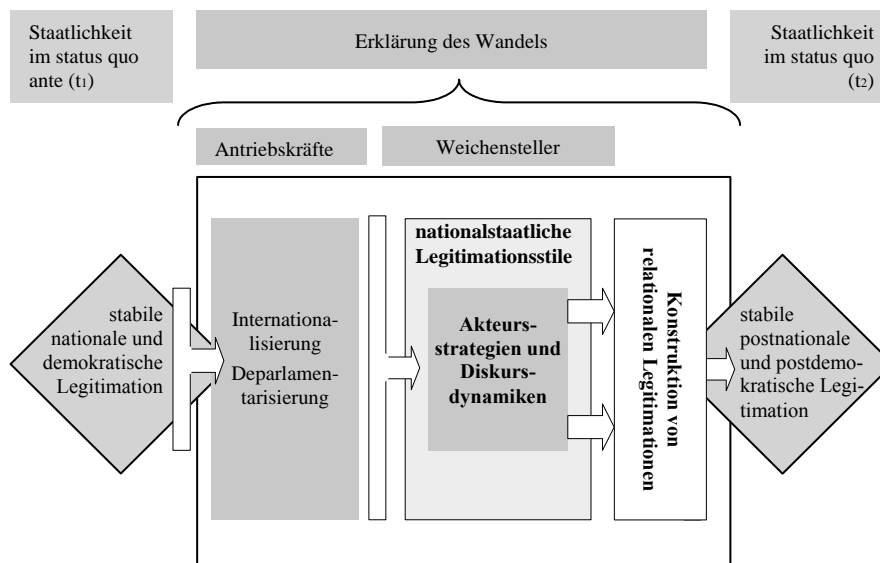 Staatlichkeit
im status quo
ante (t1)
Erklärung des Wandels
Staatlichkeit
im status quo
(t2)
Antriebskräfte
Weichensteller
stabile
nationale und
demokratische
Legitimation
Internationa-
lisierung
Deparlamen-
tarisierung
nationalstaatliche
Legitimationsstile
Akteurs-
strategien und
Diskurs-
dynamiken
Konstruktion von
relationalen Legitimationen
stabile
postnationale
und postdemo-
kratische Legi-
timation